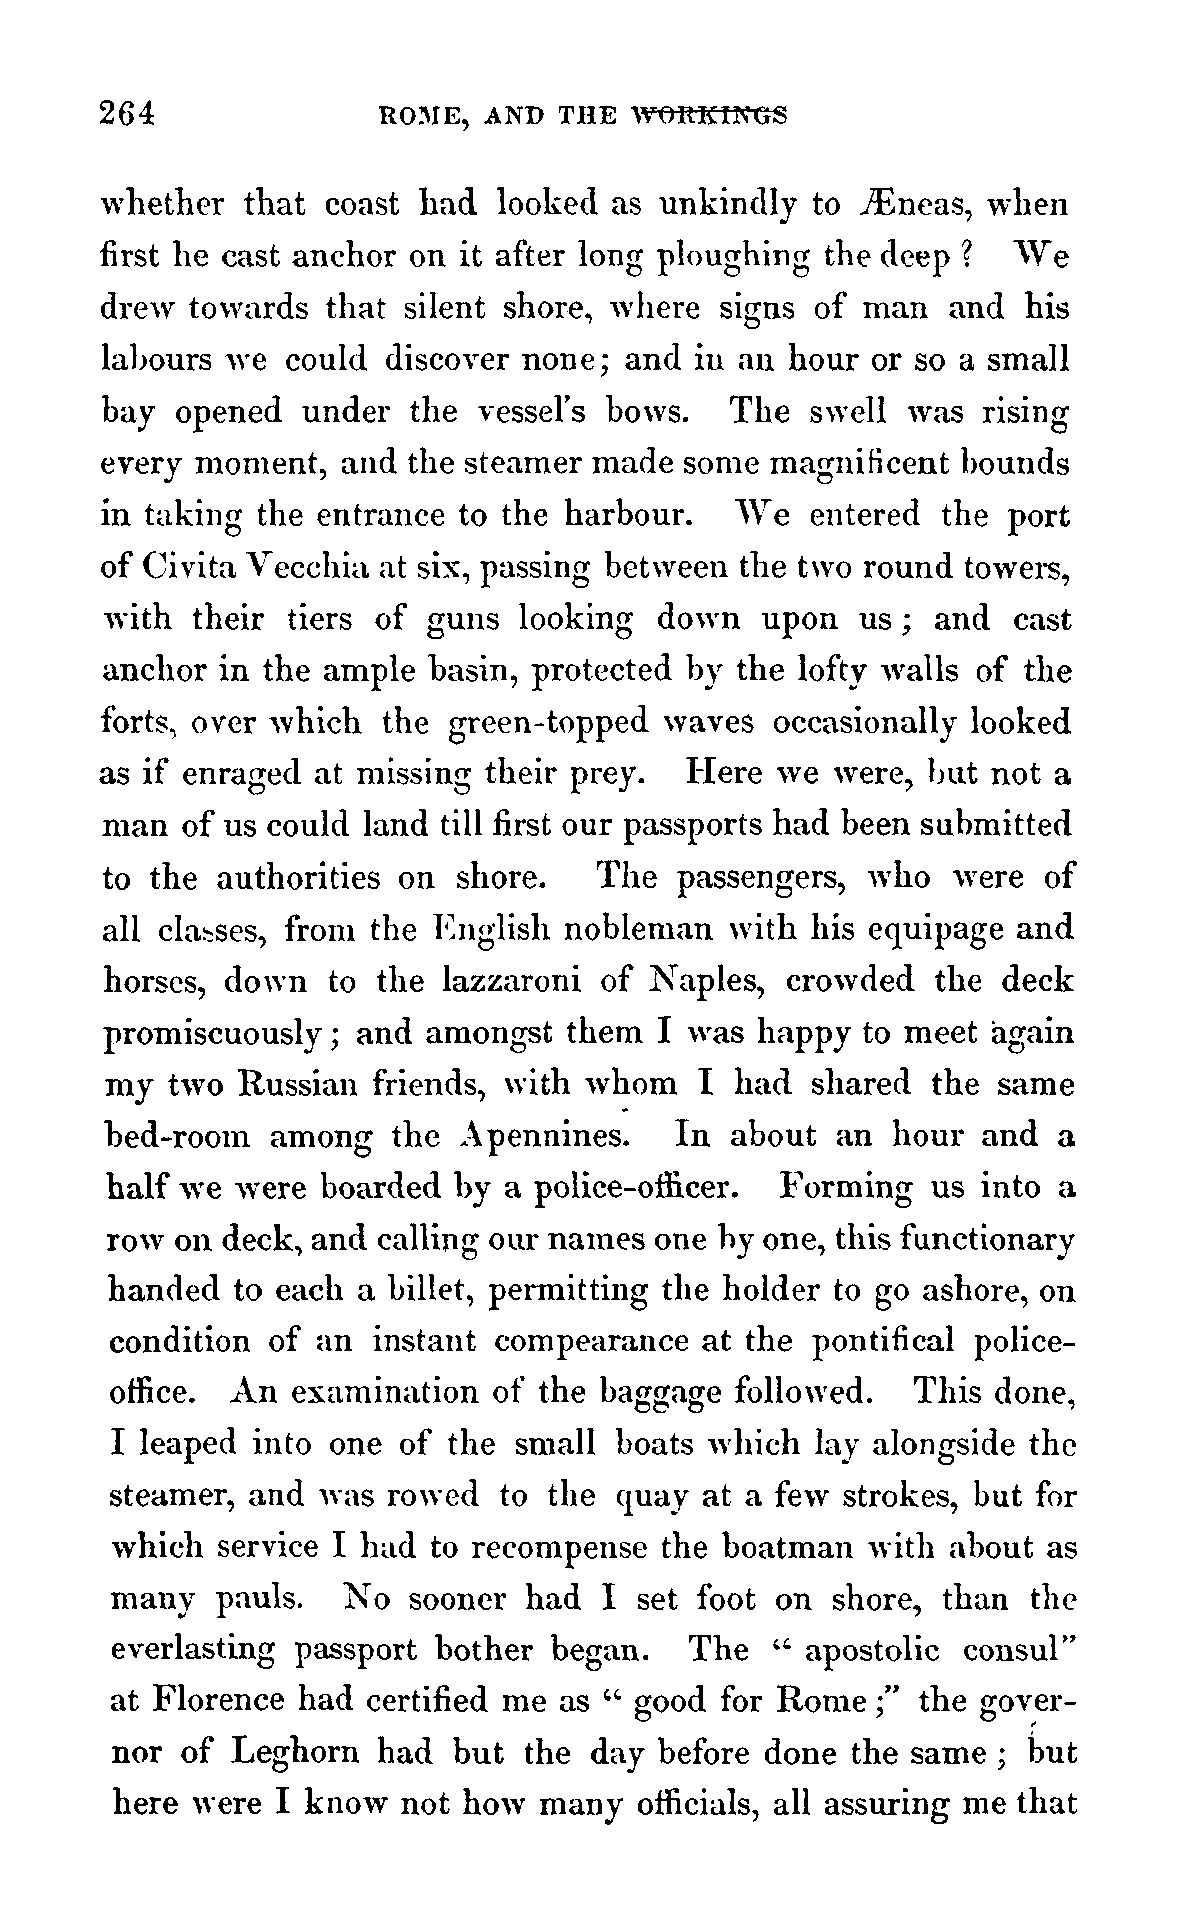 264 ROME, AND THE WORKINGS
whether that coast had looked as unkindly to Æneas, when
first he cast anchor on it after long ploughing the deep ? We
drew towards that silent shore, where signs of man and his
labours we could discover none; and in an hour or so a small
bay opened under the vessel's bows. The swell was rising
every moment, and the steamer made some magnificent bounds
in taking the entrance to the harbour. We entered the port
of Civita Vecchia at six, passing between the two round towers,
with their tiers of guns looking down upon us ; and cast
anchor in the ample basin, protected by the lofty walls of the
forts, over which the green-topped waves occasionally looked
as if enraged at missing their prey. Here we were, but not a
man of us could land till first our passports had been submitted
to the authorities on shore. The passengers, who were of
all classes, from the English nobleman with his equipage and
horses, down to the lazzaroni of Naples, crowded the deck
promiscuously ; and amongst them I was happy to meet again
my two Russian friends, with whom I had shared the same
bed-room among the Apennines. In about an hour and a
half we were boarded by a police-officer. Forming us into a
row on deck, and calling our names one by one, this functionary
handed to each a billet, permitting the holder to go ashore, on
condition of an instant compearance at the pontifical police-
office. An examination of the baggage followed. This done,
I leaped into one of the small boats which lay alongside the
steamer, and was rowed to the quay at a few strokes, but for
which service I had to recompense the boatman with about as
many pauls. No sooner had I set foot on shore, than the
everlasting passport bother began. The “ apostolic consul”
at Florence had certified me as “ good for Rome ;” the gover-
nor of Leghorn had but the day before done the same ; but
here were I know not how many officials, all assuring me that